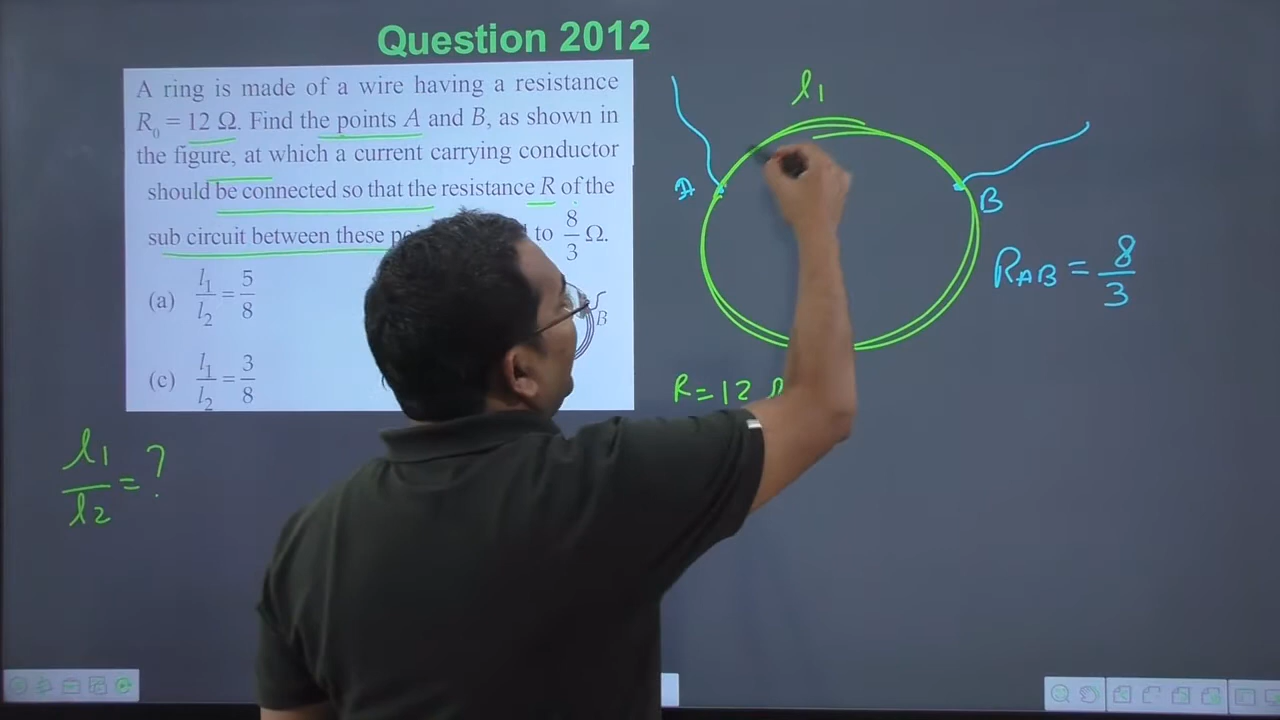 Question 2012
A ring is made of a wire having a resistance
R₀ = 12 Ω. Find the points A and B, as shown in
the figure, at which a current carrying conductor
should be connected so that the resistance R of the
sub circuit between these to 8/3 Ω.
(a) l₁/l₂ = 5/8
B
(c) l₁/l₂ = 3/8
l₁/l₂ = ?
l₁
A
B
R_AB = 8/3
R = 12